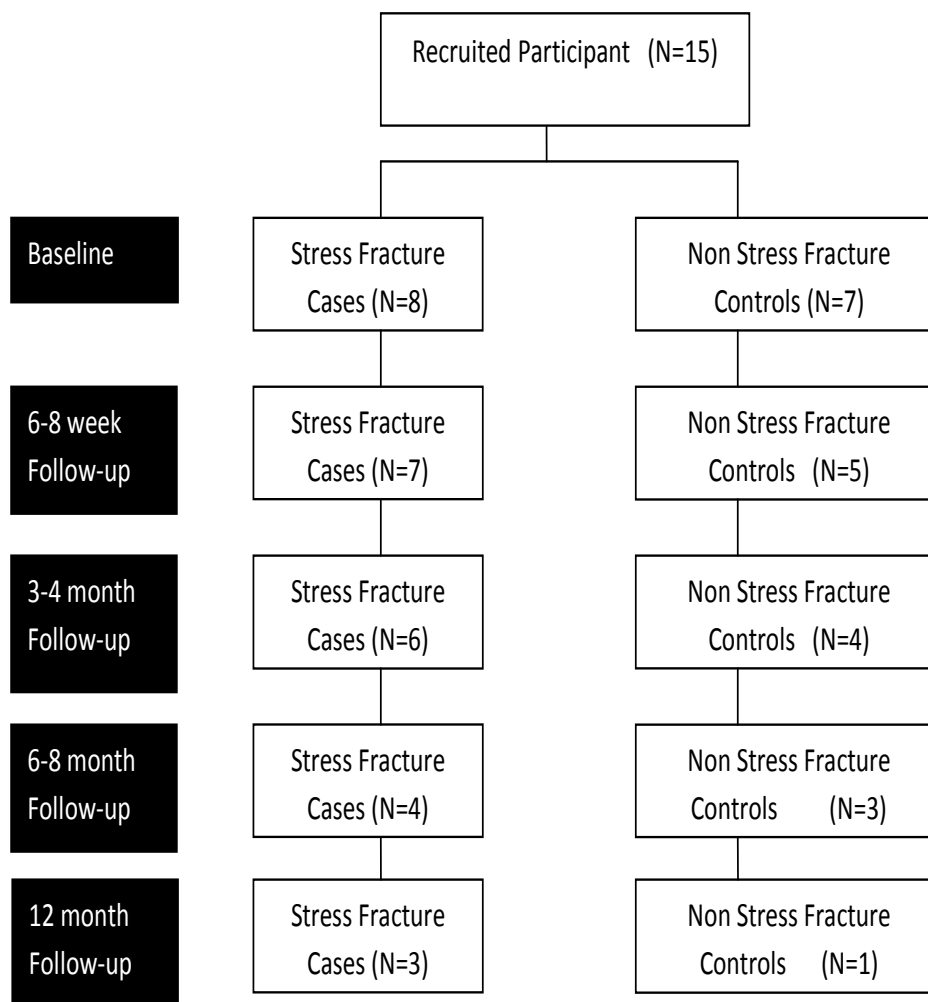 Recruited Participant (N=15)
Baseline
Stress Fracture
Cases (N=8)
Non Stress Fracture
Controls (N=7)
6-8 week
Follow-up
Stress Fracture
Cases (N=7)
Non Stress Fracture
Controls (N=5)
3-4 month
Follow-up
Stress Fracture
Cases (N=6)
Non Stress Fracture
Controls (N=4)
6-8 month
Follow-up
Stress Fracture
Cases (N=4)
Non Stress Fracture
Controls (N=3)
12 month
Follow-up
Stress Fracture
Cases (N=3)
Non Stress Fracture
Controls (N=1)